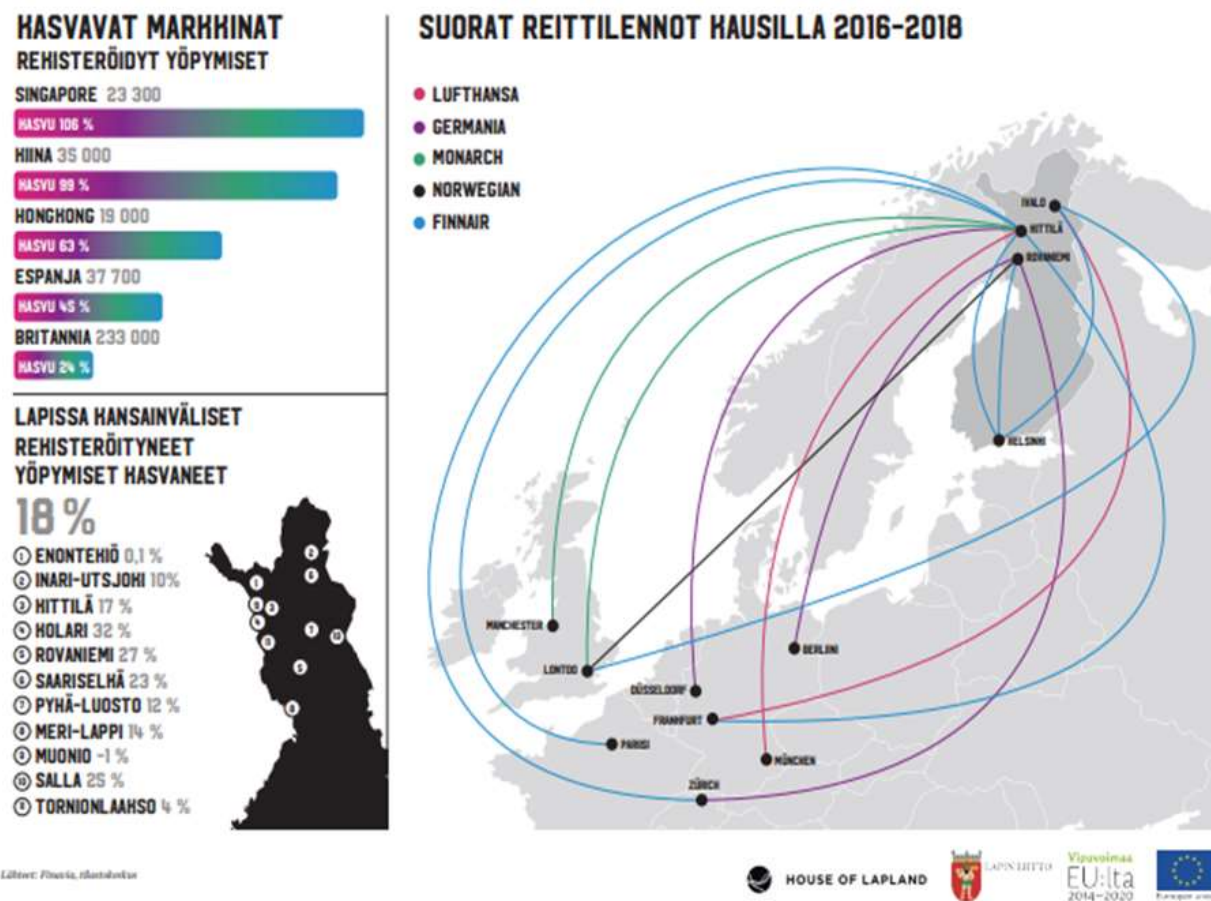 KASVAVAT MARKKINAT
REKISTERÖIDYT YÖPYMISET
SINGAPORE 23 300
KASVU 106 %
KIINA 35 000
KASVU 99 %
HONGKONG 19 000
KASVU 63 %
ESPANJA 37 700
KASVU 45 %
BRITANNIA 233 000
KASVU 24 %
LAPISSA KANSAINVÄLISET
REKISTERÖITYNEET
YÖPYMISET KASVANEET
18 %
1 ENONTEKIÖ 0,1 %
2 INARI-UTSJOKI 10%
3 KITTILÄ 17 %
4 KOLARI 32 %
5 ROVANIEMI 27 %
6 SAARISELKÄ 23 %
7 PYHÄ-LUOSTO 12 %
8 MERI-LAPPI 14 %
9 MUONIO -1 %
10 SALLA 25 %
TORNIONLAAKSO 4 %
Lähteet: Finavia, tilastokeskus
SUORAT REITTILENNOT KAUSILLA 2016-2018
LUFTHANSA
GERMANIA
MONARCH
NORWEGIAN
FINNAIR
IVALO
KITTILÄ
ROVANIEMI
HELSINKI
MANCHESTER
LONTOO
BERLIINI
DÜSSELDORF
FRANKFURT
PARIISI
MÜNCHEN
ZÜRICH
HOUSE OF LAPLAND
LAPIN LIITTO
Vipuvoimaa
EU:lta
2014–2020
Euroopan unioni